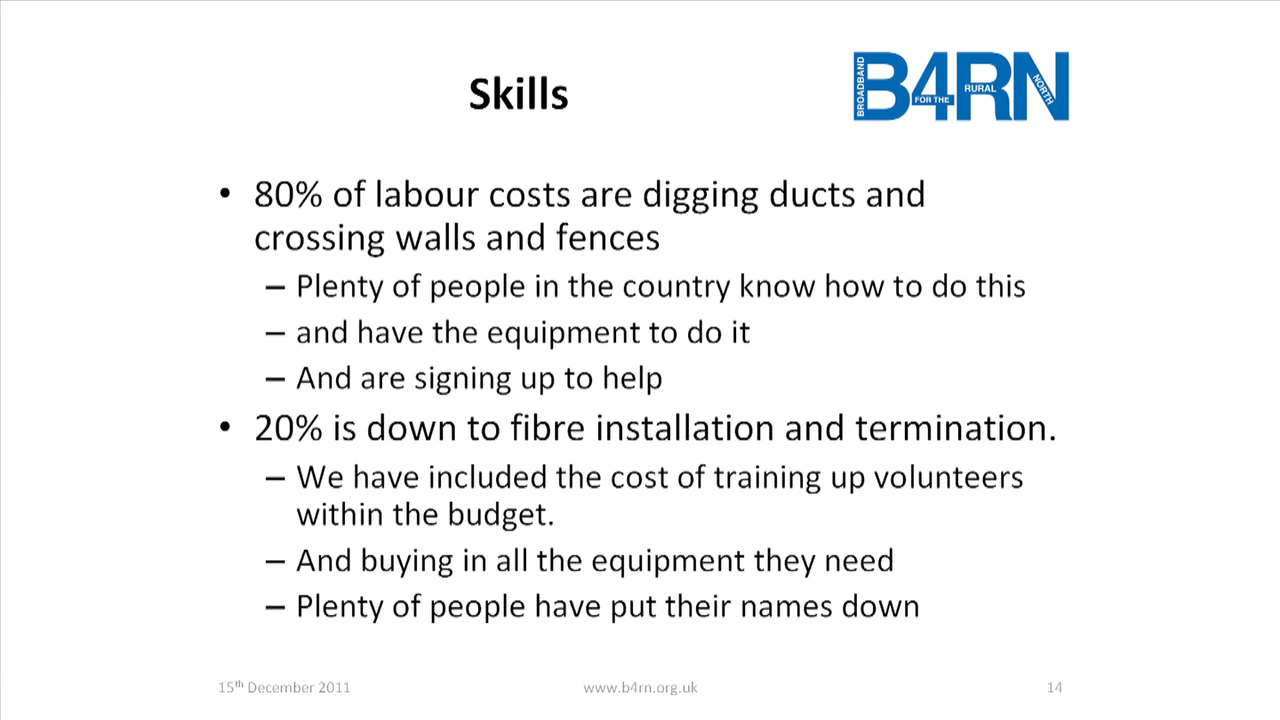 Skills
BROADBAND
B4RN
FOR THE
RURAL
NORTH
• 80% of labour costs are digging ducts and
crossing walls and fences
– Plenty of people in the country know how to do this
– and have the equipment to do it
– And are signing up to help
• 20% is down to fibre installation and termination.
– We have included the cost of training up volunteers
within the budget.
– And buying in all the equipment they need
– Plenty of people have put their names down
15th December 2011
www.b4rn.org.uk
14